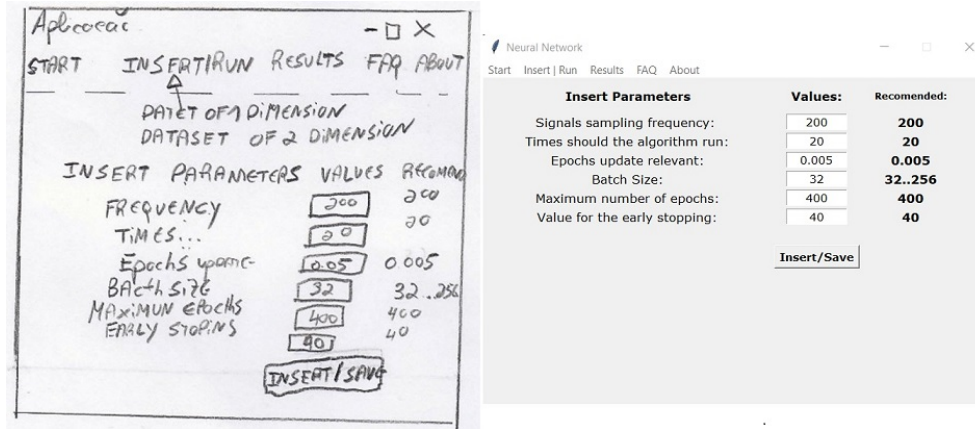 Aplicocač
START INSERT/RUN RESULTS FAQ ABOUT
DATET OF 1 DIMENSION
DATASET OF 2 DIMENSION
INSERT PARAMETERS VALUES RECOMEND
FREQUENCY 200 200
TIMES... 20 20
Epochs 0.05 0.005
BActh SiZE 32 32..256
MAXiMUN EPOCHS 400 400
EARLY STOPiNS 40 40
INSERT/SAVE
Neural Network
Start Insert | Run Results FAQ About
Insert Parameters Values: Recomended:
Signals sampling frequency: 200 200
Times should the algorithm run: 20 20
Epochs update relevant: 0.005 0.005
Batch Size: 32 32..256
Maximum number of epochs: 400 400
Value for the early stopping: 40 40
Insert/Save